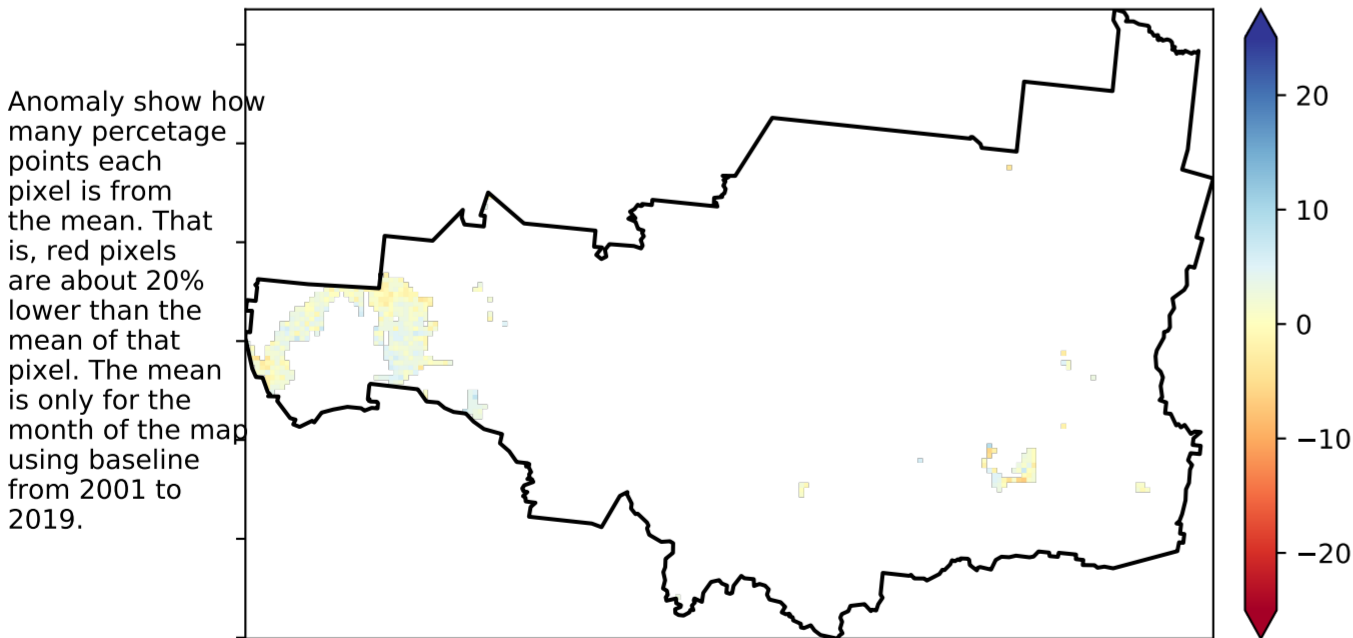 Anomaly show how
many percetage
points each
pixel is from
the mean. That
is, red pixels
are about 20%
lower than the
mean of that
pixel. The mean
is only for the
month of the map
using baseline
from 2001 to
2019.
20
10
0
−10
−20